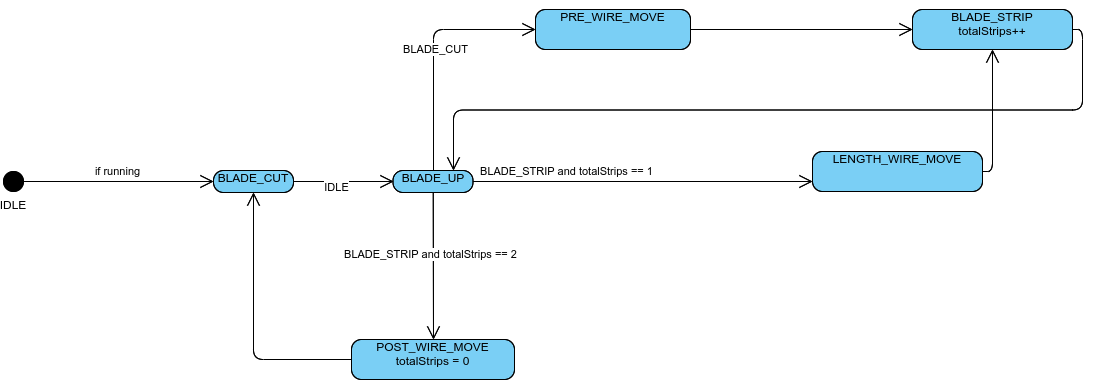 PRE_WIRE_MOVE
BLADE_STRIP
totalStrips++
BLADE_CUT
if running
BLADE_CUT
IDLE
BLADE_UP
BLADE_STRIP and totalStrips == 1
LENGTH_WIRE_MOVE
IDLE
BLADE_STRIP and totalStrips == 2
POST_WIRE_MOVE
totalStrips = 0